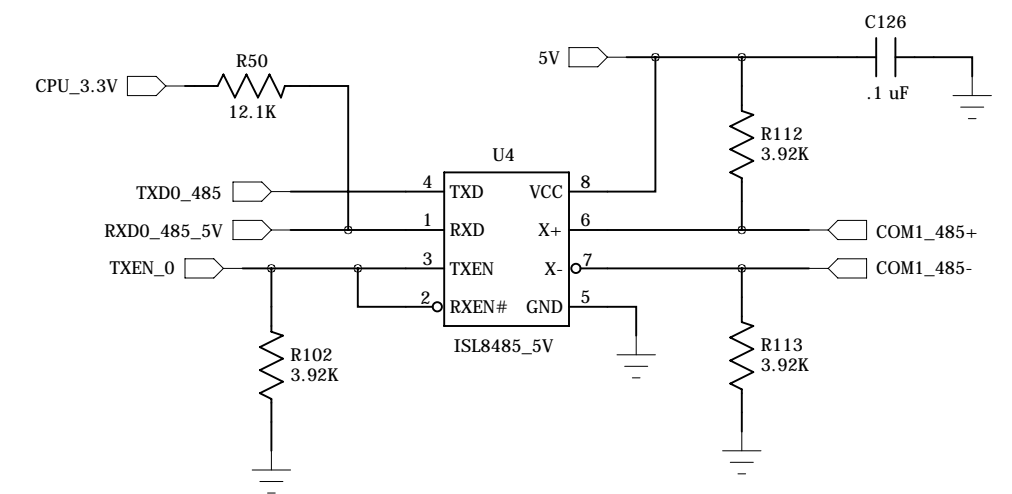 C126
5V
.1 uF
R50
CPU_3.3V
12.1K
R112
3.92K
U4
TXD0_485
4
TXD
VCC
8
RXD0_485_5V
1
RXD
X+
6
COM1_485+
TXEN_0
3
TXEN
X-
7
COM1_485-
2
RXEN#
GND
5
ISL8485_5V
R102
3.92K
R113
3.92K